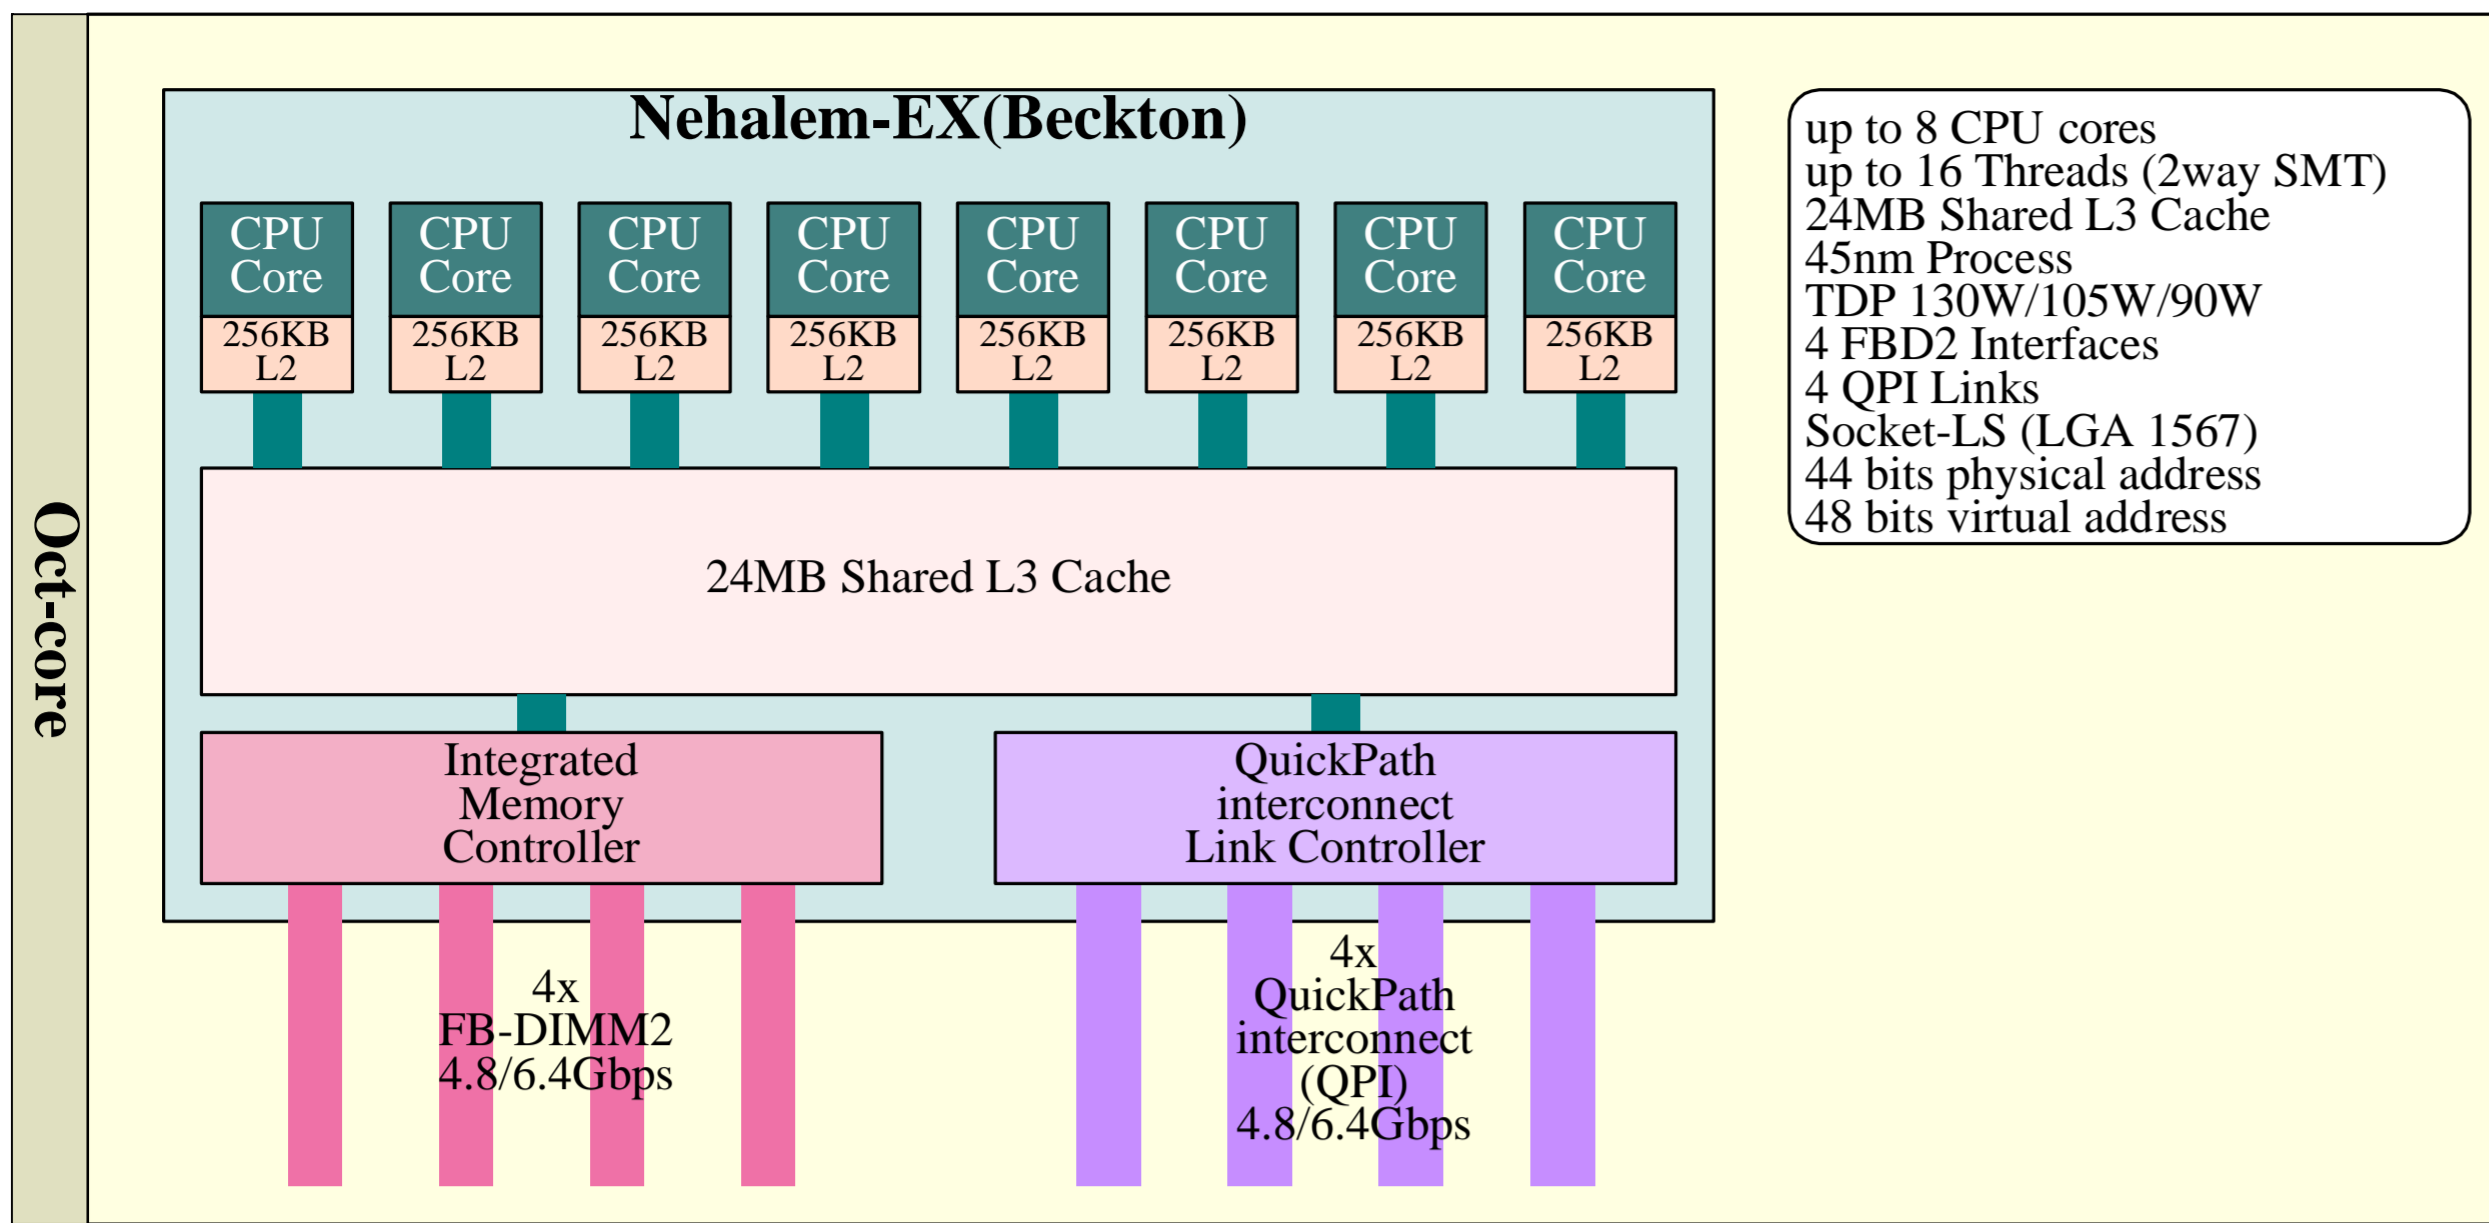 Oct-core
Nehalem-EX(Beckton)
CPU
Core
256KB
L2
CPU
Core
256KB
L2
CPU
Core
256KB
L2
CPU
Core
256KB
L2
CPU
Core
256KB
L2
CPU
Core
256KB
L2
CPU
Core
256KB
L2
CPU
Core
256KB
L2
24MB Shared L3 Cache
Integrated
Memory
Controller
QuickPath
interconnect
Link Controller
4x
FB-DIMM2
4.8/6.4Gbps
4x
QuickPath
interconnect
(QPI)
4.8/6.4Gbps
up to 8 CPU cores
up to 16 Threads (2way SMT)
24MB Shared L3 Cache
45nm Process
TDP 130W/105W/90W
4 FBD2 Interfaces
4 QPI Links
Socket-LS (LGA 1567)
44 bits physical address
48 bits virtual address